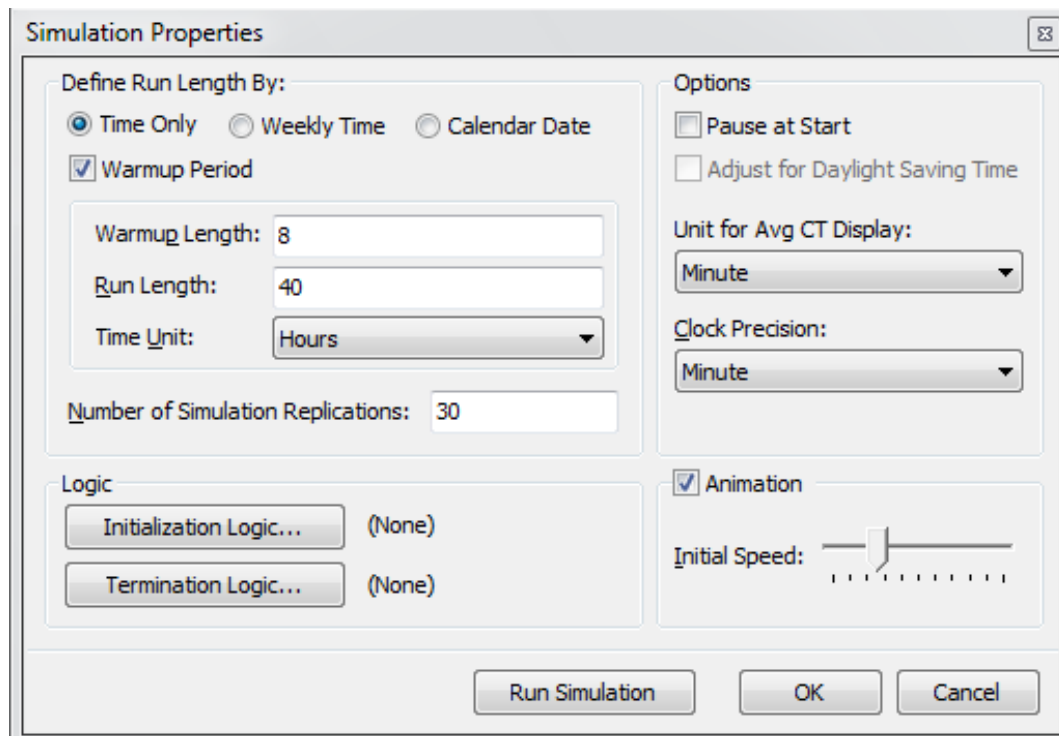 Simulation Properties
Define Run Length By:
Time Only Weekly Time Calendar Date
Warmup Period
Warmup Length: 8
Run Length: 40
Time Unit: Hours
Number of Simulation Replications: 30
Options
Pause at Start
Adjust for Daylight Saving Time
Unit for Avg CT Display:
Minute
Clock Precision:
Minute
Logic
Initialization Logic... (None)
Termination Logic... (None)
Animation
Initial Speed:
Run Simulation OK Cancel